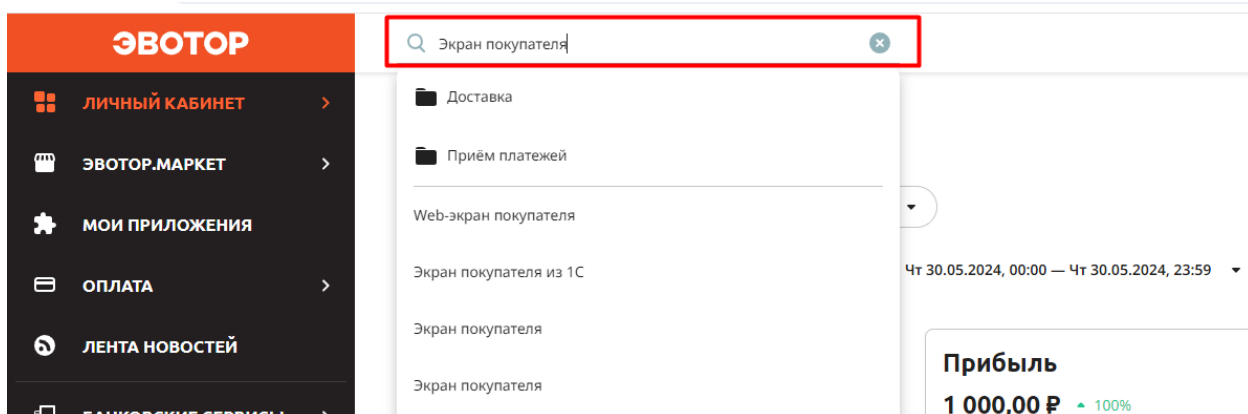 ЭВОТОР
Экран покупателя
ЛИЧНЫЙ КАБИНЕТ
ЭВОТОР.МАРКЕТ
МОИ ПРИЛОЖЕНИЯ
ОПЛАТА
ЛЕНТА НОВОСТЕЙ
БАНКОВСКИЕ СЕРВИСЫ
Доставка
Приём платежей
Web-экран покупателя
Экран покупателя из 1С
Экран покупателя
Экран покупателя
Чт 30.05.2024, 00:00 — Чт 30.05.2024, 23:59
Прибыль
1 000,00 ₽ 100%